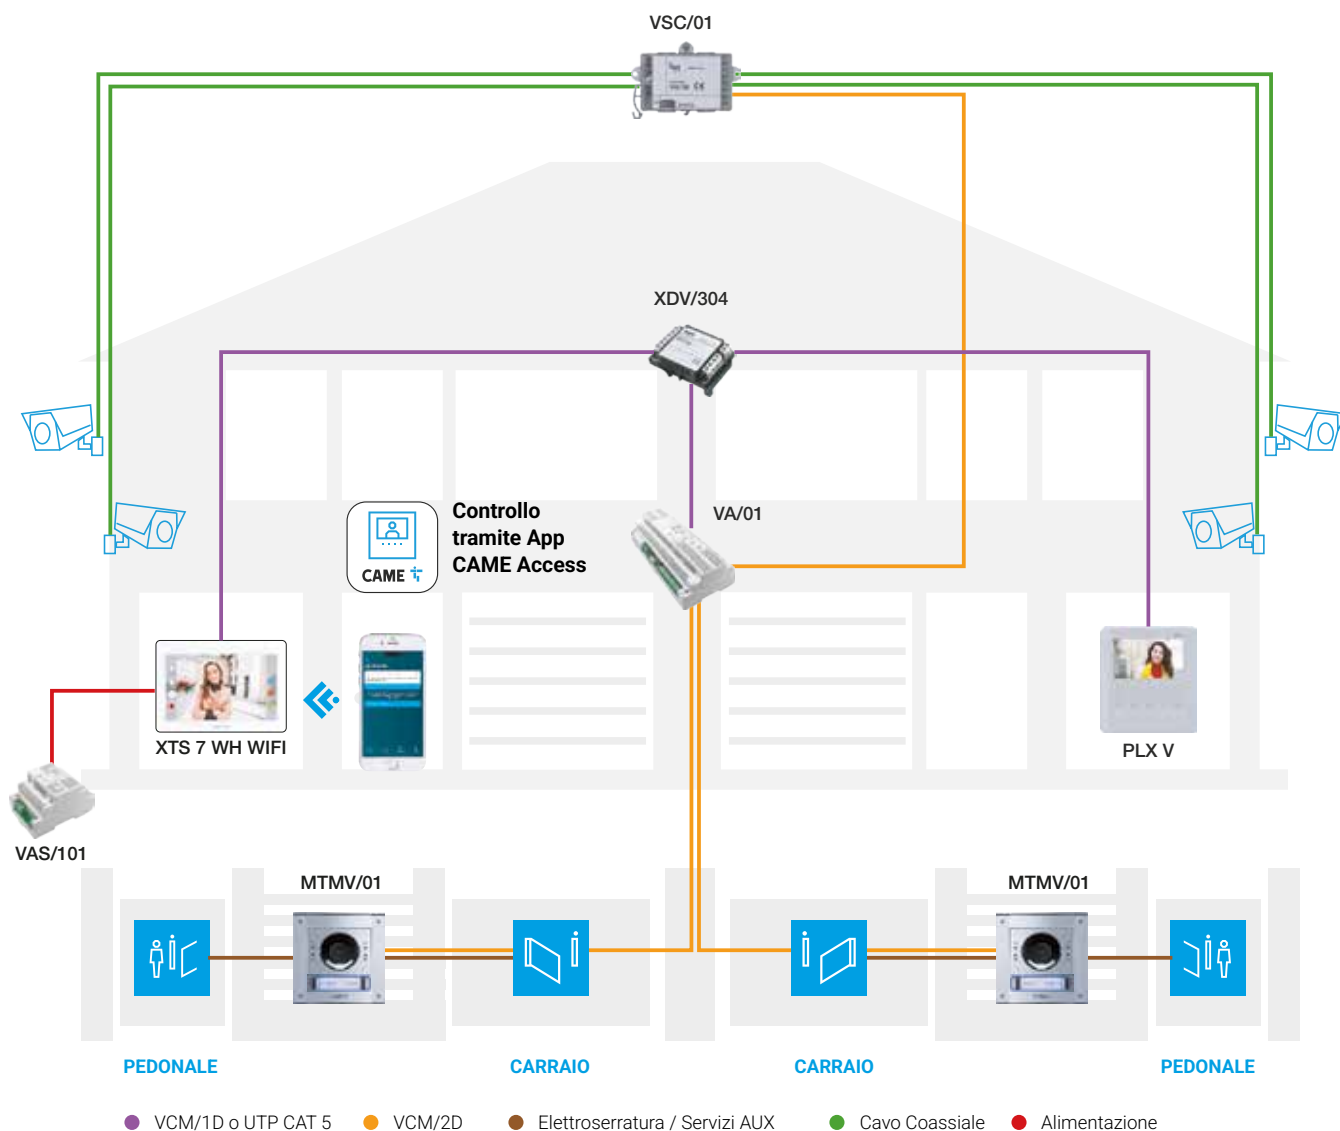 VSC/01
XDV/304
VA/01
Controllo
tramite App
CAME Access
CAME
XTS 7 WH WIFI
PLX V
VAS/101
MTMV/01
MTMV/01
PEDONALE
CARRAIO
CARRAIO
PEDONALE
VCM/1D o UTP CAT 5
VCM/2D
Elettroserratura / Servizi AUX
Cavo Coassiale
Alimentazione